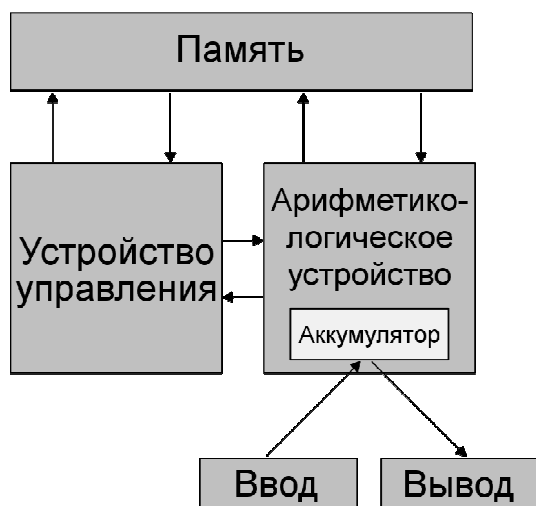 Память
Устройство
управления
Арифметико-
логическое
устройство
Аккумулятор
Ввод
Вывод